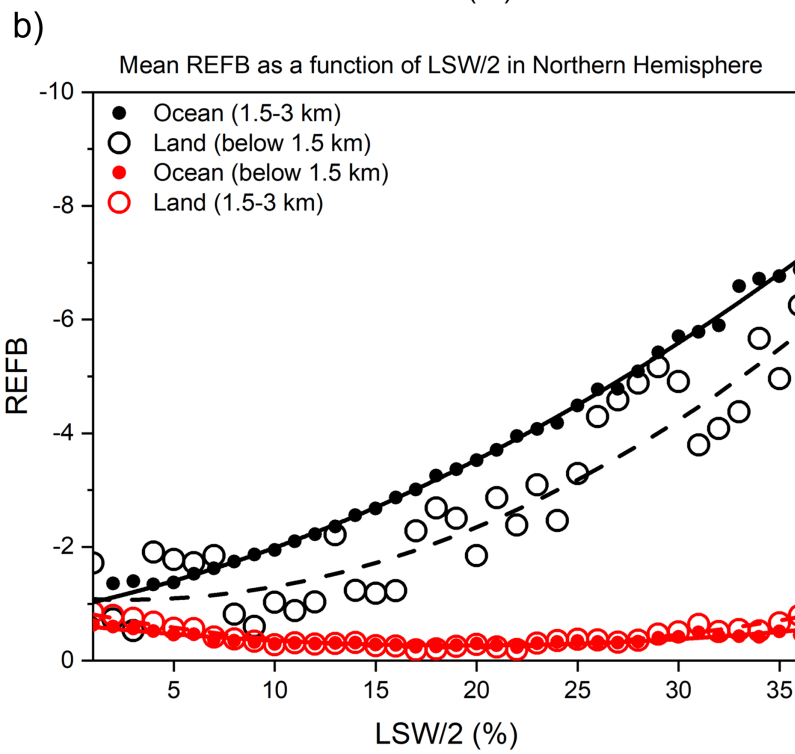 b)
Mean REFB as a function of LSW/2 in Northern Hemisphere
-10
Ocean (1.5-3 km)
Land (below 1.5 km)
Ocean (below 1.5 km)
Land (1.5-3 km)
-8
-6
-4
-2
0
REFB
5 10 15 20 25 30 35
LSW/2 (%)